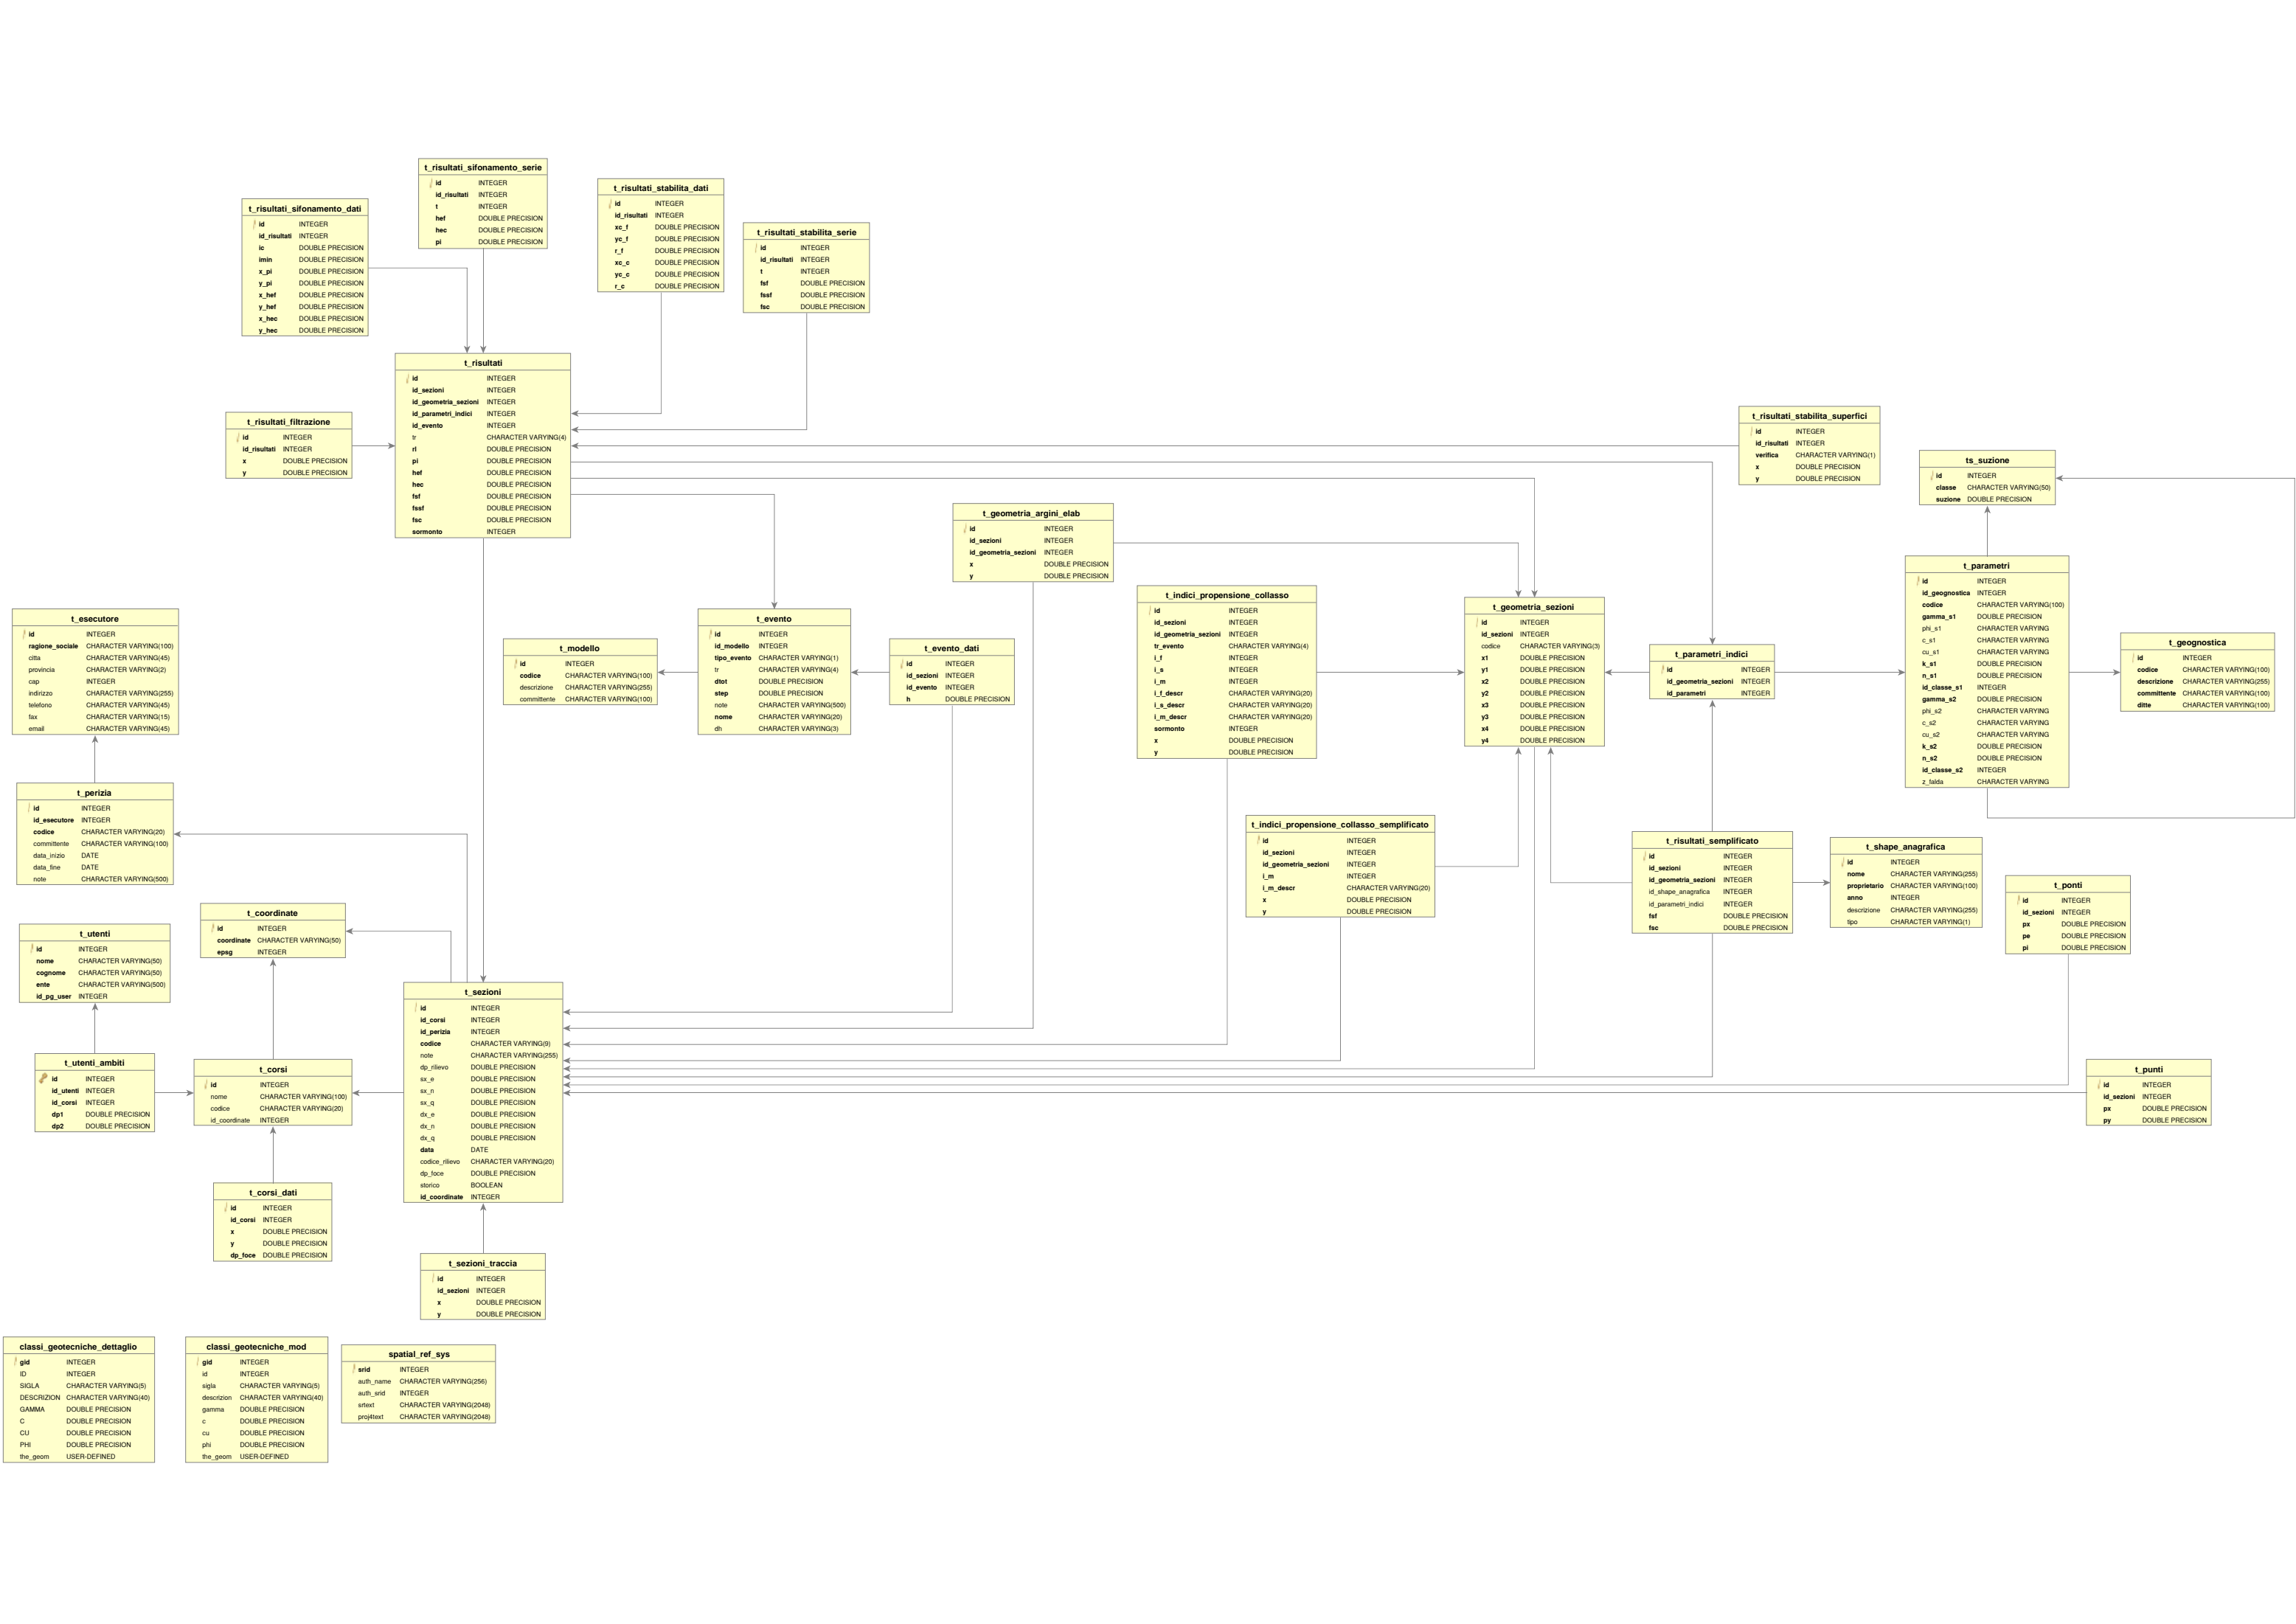 t_risultati_sifonamento_serie
id INTEGER
id_risultati INTEGER
t INTEGER
hef DOUBLE PRECISION
hec DOUBLE PRECISION
pi DOUBLE PRECISION
t_risultati_stabilita_dati
id INTEGER
id_risultati INTEGER
xc_f DOUBLE PRECISION
yc_f DOUBLE PRECISION
r_f DOUBLE PRECISION
xc_c DOUBLE PRECISION
yc_c DOUBLE PRECISION
r_c DOUBLE PRECISION
t_risultati_sifonamento_dati
id INTEGER
id_risultati INTEGER
ic DOUBLE PRECISION
imin DOUBLE PRECISION
x_pi DOUBLE PRECISION
y_pi DOUBLE PRECISION
x_hef DOUBLE PRECISION
y_hef DOUBLE PRECISION
x_hec DOUBLE PRECISION
y_hec DOUBLE PRECISION
t_risultati_stabilita_serie
id INTEGER
id_risultati INTEGER
t INTEGER
fsf DOUBLE PRECISION
fssf DOUBLE PRECISION
fsc DOUBLE PRECISION
t_risultati
id INTEGER
id_sezioni INTEGER
id_geometria_sezioni INTEGER
id_parametri_indici INTEGER
id_evento INTEGER
tr CHARACTER VARYING(4)
rl DOUBLE PRECISION
pi DOUBLE PRECISION
hef DOUBLE PRECISION
hec DOUBLE PRECISION
fsf DOUBLE PRECISION
fssf DOUBLE PRECISION
fsc DOUBLE PRECISION
sormonto INTEGER
t_risultati_filtrazione
id INTEGER
id_risultati INTEGER
x DOUBLE PRECISION
y DOUBLE PRECISION
t_risultati_stabilita_superfici
id INTEGER
id_risultati INTEGER
verifica CHARACTER VARYING(1)
x DOUBLE PRECISION
y DOUBLE PRECISION
ts_suzione
id INTEGER
classe CHARACTER VARYING(50)
suzione DOUBLE PRECISION
t_geometria_argini_elab
id INTEGER
id_sezioni INTEGER
id_geometria_sezioni INTEGER
x DOUBLE PRECISION
y DOUBLE PRECISION
t_parametri
id INTEGER
id_geognostica INTEGER
codice CHARACTER VARYING(100)
gamma_s1 DOUBLE PRECISION
phi_s1 CHARACTER VARYING
c_s1 CHARACTER VARYING
cu_s1 CHARACTER VARYING
k_s1 DOUBLE PRECISION
n_s1 DOUBLE PRECISION
id_classe_s1 INTEGER
gamma_s2 DOUBLE PRECISION
phi_s2 CHARACTER VARYING
c_s2 CHARACTER VARYING
cu_s2 CHARACTER VARYING
k_s2 DOUBLE PRECISION
n_s2 DOUBLE PRECISION
id_classe_s2 INTEGER
z_falda CHARACTER VARYING
t_indici_propensione_collasso
id INTEGER
id_sezioni INTEGER
id_geometria_sezioni INTEGER
tr_evento CHARACTER VARYING(4)
i_f INTEGER
i_s INTEGER
i_m INTEGER
i_f_descr CHARACTER VARYING(20)
i_s_descr CHARACTER VARYING(20)
i_m_descr CHARACTER VARYING(20)
sormonto INTEGER
x DOUBLE PRECISION
y DOUBLE PRECISION
t_geometria_sezioni
id INTEGER
id_sezioni INTEGER
codice CHARACTER VARYING(3)
x1 DOUBLE PRECISION
y1 DOUBLE PRECISION
x2 DOUBLE PRECISION
y2 DOUBLE PRECISION
x3 DOUBLE PRECISION
y3 DOUBLE PRECISION
x4 DOUBLE PRECISION
y4 DOUBLE PRECISION
t_esecutore
id INTEGER
ragione_sociale CHARACTER VARYING(100)
citta CHARACTER VARYING(45)
provincia CHARACTER VARYING(2)
cap INTEGER
indirizzo CHARACTER VARYING(255)
telefono CHARACTER VARYING(45)
fax CHARACTER VARYING(15)
email CHARACTER VARYING(45)
t_evento
id INTEGER
id_modello INTEGER
tipo_evento CHARACTER VARYING(1)
tr CHARACTER VARYING(4)
dtot DOUBLE PRECISION
step DOUBLE PRECISION
note CHARACTER VARYING(500)
nome CHARACTER VARYING(20)
dh CHARACTER VARYING(3)
t_modello
id INTEGER
codice CHARACTER VARYING(100)
descrizione CHARACTER VARYING(255)
committente CHARACTER VARYING(100)
t_evento_dati
id INTEGER
id_sezioni INTEGER
id_evento INTEGER
h DOUBLE PRECISION
t_parametri_indici
id INTEGER
id_geometria_sezioni INTEGER
id_parametri INTEGER
t_geognostica
id INTEGER
codice CHARACTER VARYING(100)
descrizione CHARACTER VARYING(255)
committente CHARACTER VARYING(100)
ditte CHARACTER VARYING(100)
t_perizia
id INTEGER
id_esecutore INTEGER
codice CHARACTER VARYING(20)
committente CHARACTER VARYING(100)
data_inizio DATE
data_fine DATE
note CHARACTER VARYING(500)
t_indici_propensione_collasso_semplificato
id INTEGER
id_sezioni INTEGER
id_geometria_sezioni INTEGER
i_m INTEGER
i_m_descr CHARACTER VARYING(20)
x DOUBLE PRECISION
y DOUBLE PRECISION
t_risultati_semplificato
id INTEGER
id_sezioni INTEGER
id_geometria_sezioni INTEGER
id_shape_anagrafica INTEGER
id_parametri_indici INTEGER
fsf DOUBLE PRECISION
fsc DOUBLE PRECISION
t_shape_anagrafica
id INTEGER
nome CHARACTER VARYING(255)
proprietario CHARACTER VARYING(100)
anno INTEGER
descrizione CHARACTER VARYING(255)
tipo CHARACTER VARYING(1)
t_ponti
id INTEGER
id_sezioni INTEGER
px DOUBLE PRECISION
pe DOUBLE PRECISION
pi DOUBLE PRECISION
t_coordinate
id INTEGER
coordinate CHARACTER VARYING(50)
epsg INTEGER
t_utenti
id INTEGER
nome CHARACTER VARYING(50)
cognome CHARACTER VARYING(50)
ente CHARACTER VARYING(500)
id_pg_user INTEGER
t_sezioni
id INTEGER
id_corsi INTEGER
id_perizia INTEGER
codice CHARACTER VARYING(9)
note CHARACTER VARYING(255)
dp_rilievo DOUBLE PRECISION
sx_e DOUBLE PRECISION
sx_n DOUBLE PRECISION
sx_q DOUBLE PRECISION
dx_e DOUBLE PRECISION
dx_n DOUBLE PRECISION
dx_q DOUBLE PRECISION
data DATE
codice_rilievo CHARACTER VARYING(20)
dp_foce DOUBLE PRECISION
storico BOOLEAN
id_coordinate INTEGER
t_utenti_ambiti
id INTEGER
id_utenti INTEGER
id_corsi INTEGER
dp1 DOUBLE PRECISION
dp2 DOUBLE PRECISION
t_corsi
id INTEGER
nome CHARACTER VARYING(100)
codice CHARACTER VARYING(20)
id_coordinate INTEGER
t_punti
id INTEGER
id_sezioni INTEGER
px DOUBLE PRECISION
py DOUBLE PRECISION
t_corsi_dati
id INTEGER
id_corsi INTEGER
x DOUBLE PRECISION
y DOUBLE PRECISION
dp_foce DOUBLE PRECISION
t_sezioni_traccia
id INTEGER
id_sezioni INTEGER
x DOUBLE PRECISION
y DOUBLE PRECISION
classi_geotecniche_dettaglio
gid INTEGER
ID INTEGER
SIGLA CHARACTER VARYING(5)
DESCRIZION CHARACTER VARYING(40)
GAMMA DOUBLE PRECISION
C DOUBLE PRECISION
CU DOUBLE PRECISION
PHI DOUBLE PRECISION
the_geom USER-DEFINED
classi_geotecniche_mod
gid INTEGER
id INTEGER
sigla CHARACTER VARYING(5)
descrizion CHARACTER VARYING(40)
gamma DOUBLE PRECISION
c DOUBLE PRECISION
cu DOUBLE PRECISION
phi DOUBLE PRECISION
the_geom USER-DEFINED
spatial_ref_sys
srid INTEGER
auth_name CHARACTER VARYING(256)
auth_srid INTEGER
srtext CHARACTER VARYING(2048)
proj4text CHARACTER VARYING(2048)